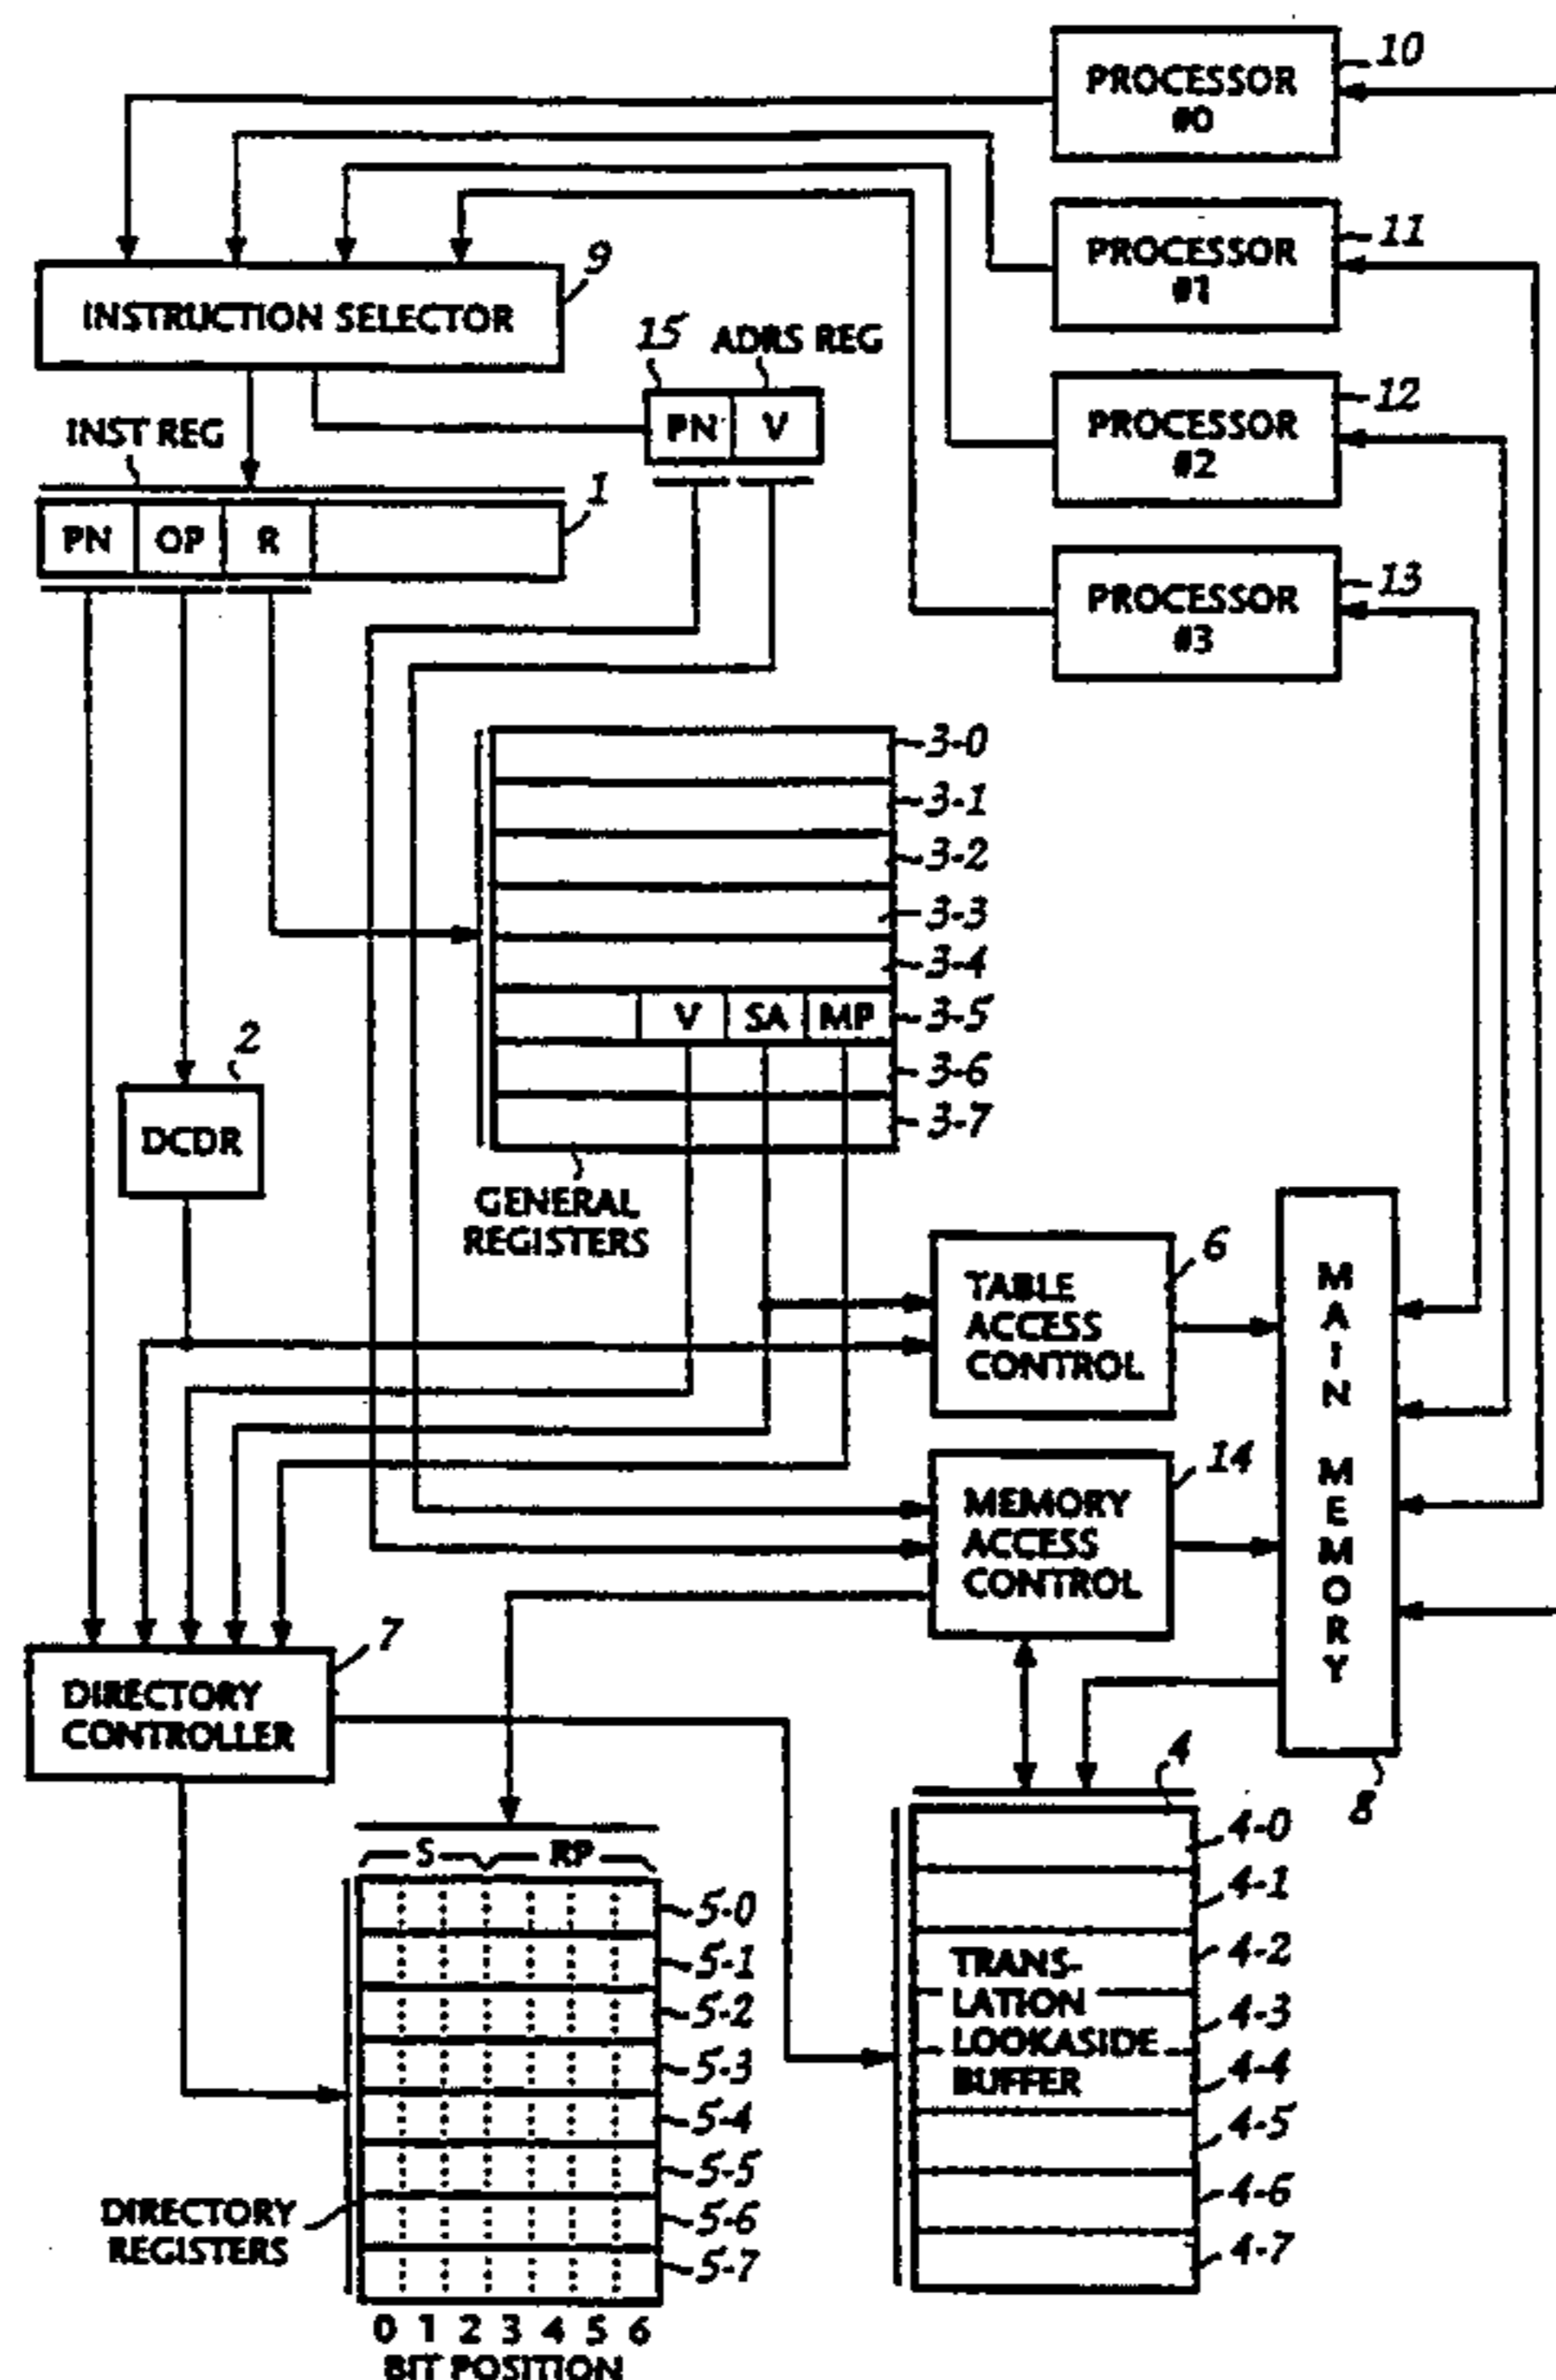 PROCESSOR
#0
10
PROCESSOR
#1
11
INSTRUCTION SELECTOR
9
15
ADRS REG
PN
V
PROCESSOR
#2
12
INST REG
1
PN
OP
R
PROCESSOR
#3
13
3-0
3-1
3-2
3-3
3-4
V
SA
MP
3-5
3-6
3-7
2
DCDR
GENERAL
REGISTERS
6
TABLE
ACCESS
CONTROL
MAIN MEMORY
14
MEMORY
ACCESS
CONTROL
7
DIRECTORY
CONTROLLER
8
4
S
RP
5-0
5-1
5-2
5-3
5-4
5-5
5-6
5-7
DIRECTORY
REGISTERS
0 1 2 3 4 5 6
BIT POSITION
4-0
4-1
4-2
4-3
4-4
4-5
4-6
4-7
TRANS-
LATION
LOOKASIDE
BUFFER